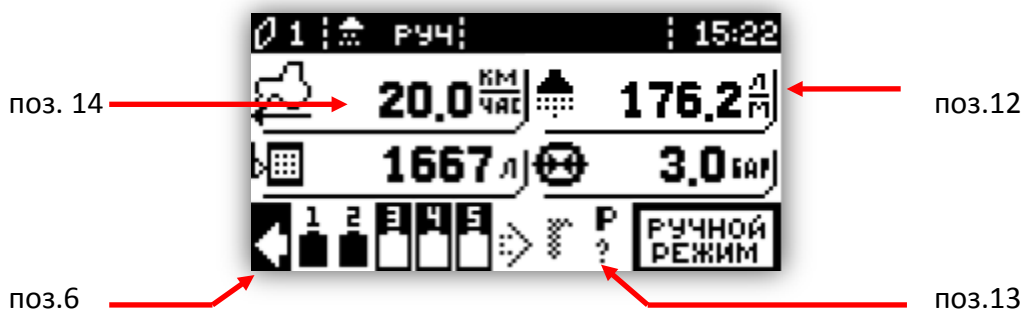 1 РУЧ 15:22
поз. 14 20.0 КМ/ЧАС 176.2 Л/М поз.12
1667 Л 3.0 БАР
1 2 3 4 5 P ? РУЧНОЙ
РЕЖИМ
поз.6 поз.13